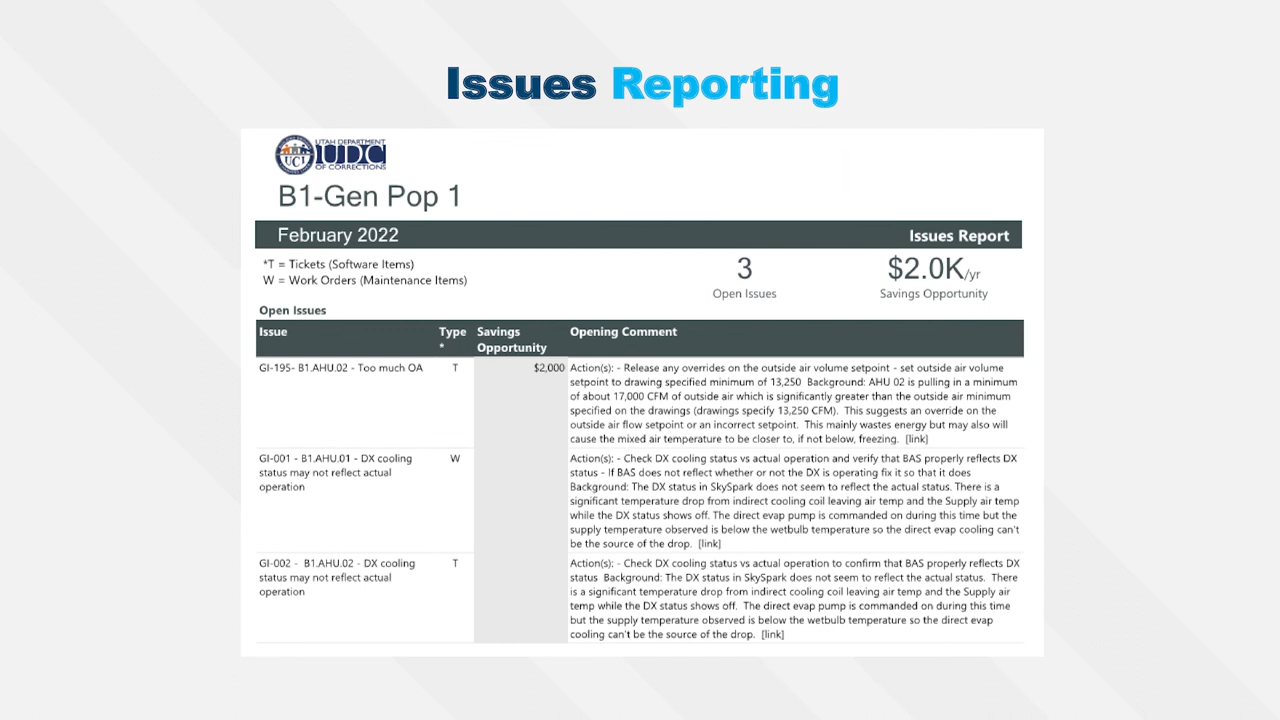 Issues Reporting
UTAH DEPARTMENT
UCI UDC
OF CORRECTIONS
B1-Gen Pop 1
February 2022 Issues Report
*T = Tickets (Software Items)
W = Work Orders (Maintenance Items)
3
Open Issues
$2.0K/yr
Savings Opportunity
Open Issues
Issue Type * Savings Opportunity Opening Comment
GI-195- B1.AHU.02 - Too much OA T $2,000 Action(s): - Release any overrides on the outside air volume setpoint - set outside air volume
setpoint to drawing specified minimum of 13,250 Background: AHU 02 is pulling in a minimum
of about 17,000 CFM of outside air which is significantly greater than the outside air minimum
specified on the drawings (drawings specify 13,250 CFM). This suggests an override on the
outside air flow setpoint or an incorrect setpoint. This mainly wastes energy but may also will
cause the mixed air temperature to be closer to, if not below, freezing. [link]
GI-001 - B1.AHU.01 - DX cooling
status may not reflect actual
operation
W
Action(s): - Check DX cooling status vs actual operation and verify that BAS properly reflects DX
status - If BAS does not reflect whether or not the DX is operating fix it so that it does
Background: The DX status in SkySpark does not seem to reflect the actual status. There is a
significant temperature drop from indirect cooling coil leaving air temp and the Supply air temp
while the DX status shows off. The direct evap pump is commanded on during this time but the
supply temperature observed is below the wetbulb temperature so the direct evap cooling can't
be the source of the drop. [link]
GI-002 - B1.AHU.02 - DX cooling
status may not reflect actual
operation
T
Action(s): - Check DX cooling status vs actual operation to confirm that BAS properly reflects DX
status Background: The DX status in SkySpark does not seem to reflect the actual status. There
is a significant temperature drop from indirect cooling coil leaving air temp and the Supply air
temp while the DX status shows off. The direct evap pump is commanded on during this time
but the supply temperature observed is below the wetbulb temperature so the direct evap
cooling can't be the source of the drop. [link]